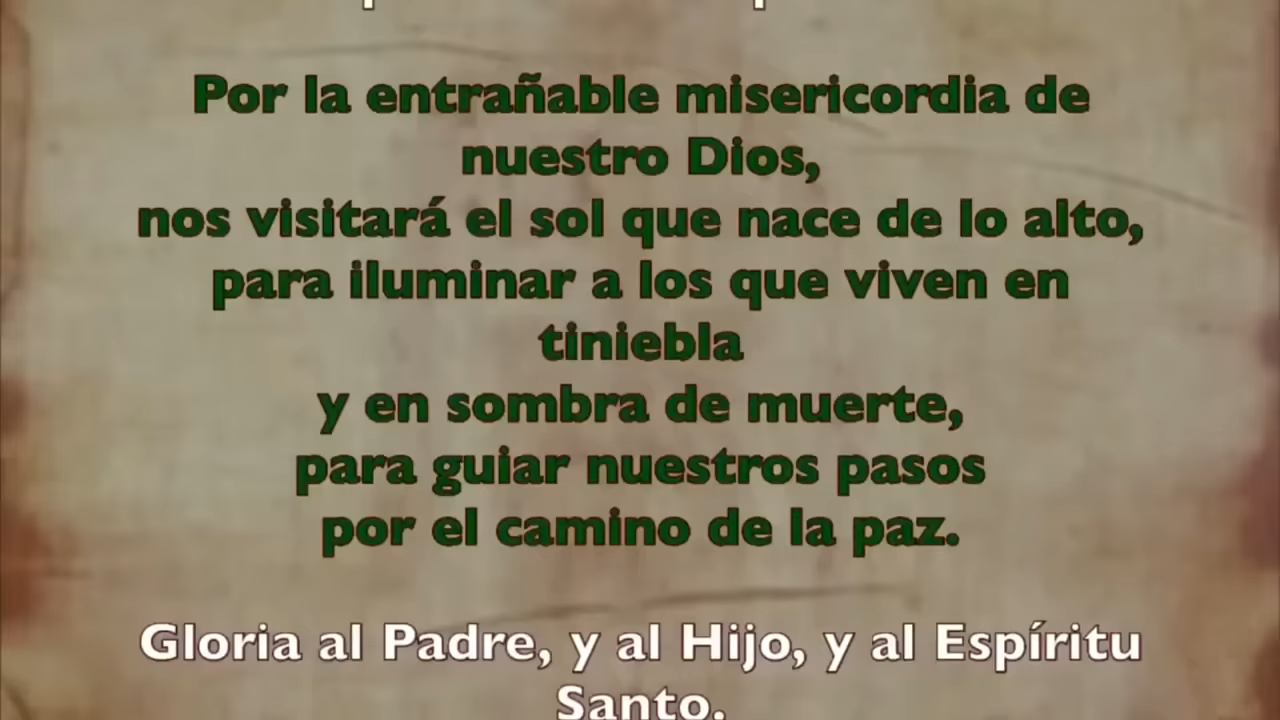 Por la entrañable misericordia de
nuestro Dios,
nos visitará el sol que nace de lo alto,
para iluminar a los que viven en
tiniebla
y en sombra de muerte,
para guiar nuestros pasos
por el camino de la paz.
Gloria al Padre, y al Hijo, y al Espíritu
Santo.